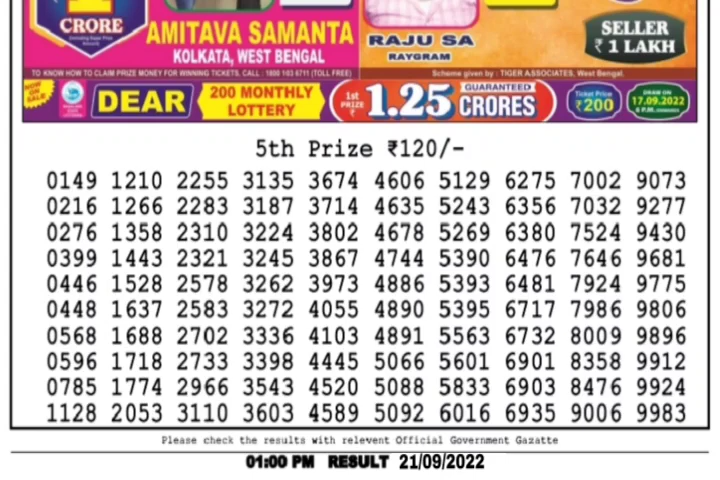 1
CRORE
AMITAVA SAMANTA
KOLKATA, WEST BENGAL
RAJU SA
RAYGRAM
SELLER
₹ 1 LAKH
TO KNOW HOW TO CLAIM PRIZE MONEY FOR WINNING TICKETS, CALL : 1800 103 6711 (TOLL FREE)
Scheme given by : TIGER ASSOCIATES, West Bengal.
NOW ON SALE
DEAR
200 MONTHLY
LOTTERY
1st
PRIZE
₹
1.25
GUARANTEED
CRORES
Ticket Price
₹200
DRAW ON
17.09.2022
5th Prize ₹120/-
0149 1210 2255 3135 3674 4606 5129 6275 7002 9073
0216 1266 2283 3187 3714 4635 5243 6356 7032 9277
0276 1358 2310 3224 3802 4678 5269 6380 7524 9430
0399 1443 2321 3245 3867 4744 5390 6476 7646 9681
0446 1528 2578 3262 3973 4886 5393 6481 7924 9775
0448 1637 2583 3272 4055 4890 5395 6717 7986 9806
0568 1688 2702 3336 4103 4891 5563 6732 8009 9896
0596 1718 2733 3398 4445 5066 5601 6901 8358 9912
0785 1774 2966 3543 4520 5088 5833 6903 8476 9924
1128 2053 3110 3603 4589 5092 6016 6935 9006 9983
Please check the results with relevent Official Government Gazatte
01:00 PM RESULT 21/09/2022